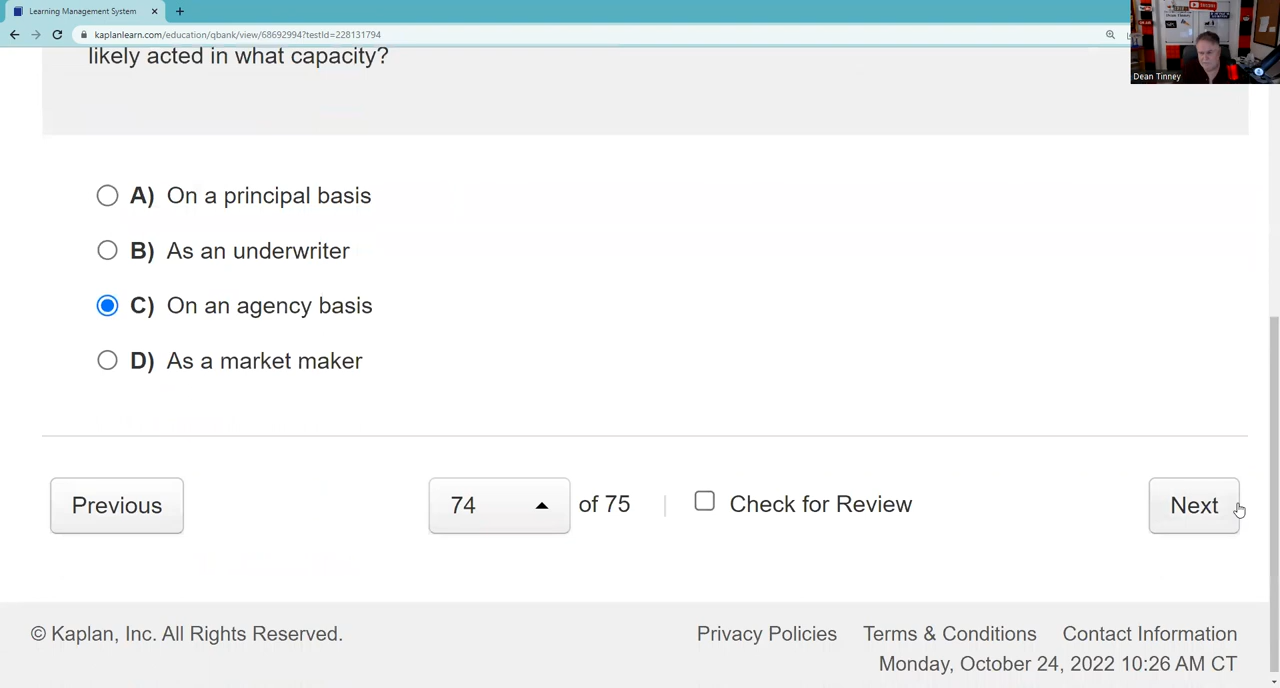 Learning Management System
kaplanlearn.com/education/qbank/view/68692994?testId=228131794
Dean Tinney
likely acted in what capacity?
A) On a principal basis
B) As an underwriter
C) On an agency basis
D) As a market maker
Previous
74
of 75
Check for Review
Next
© Kaplan, Inc. All Rights Reserved.
Privacy Policies
Terms & Conditions
Contact Information
Monday, October 24, 2022 10:26 AM CT